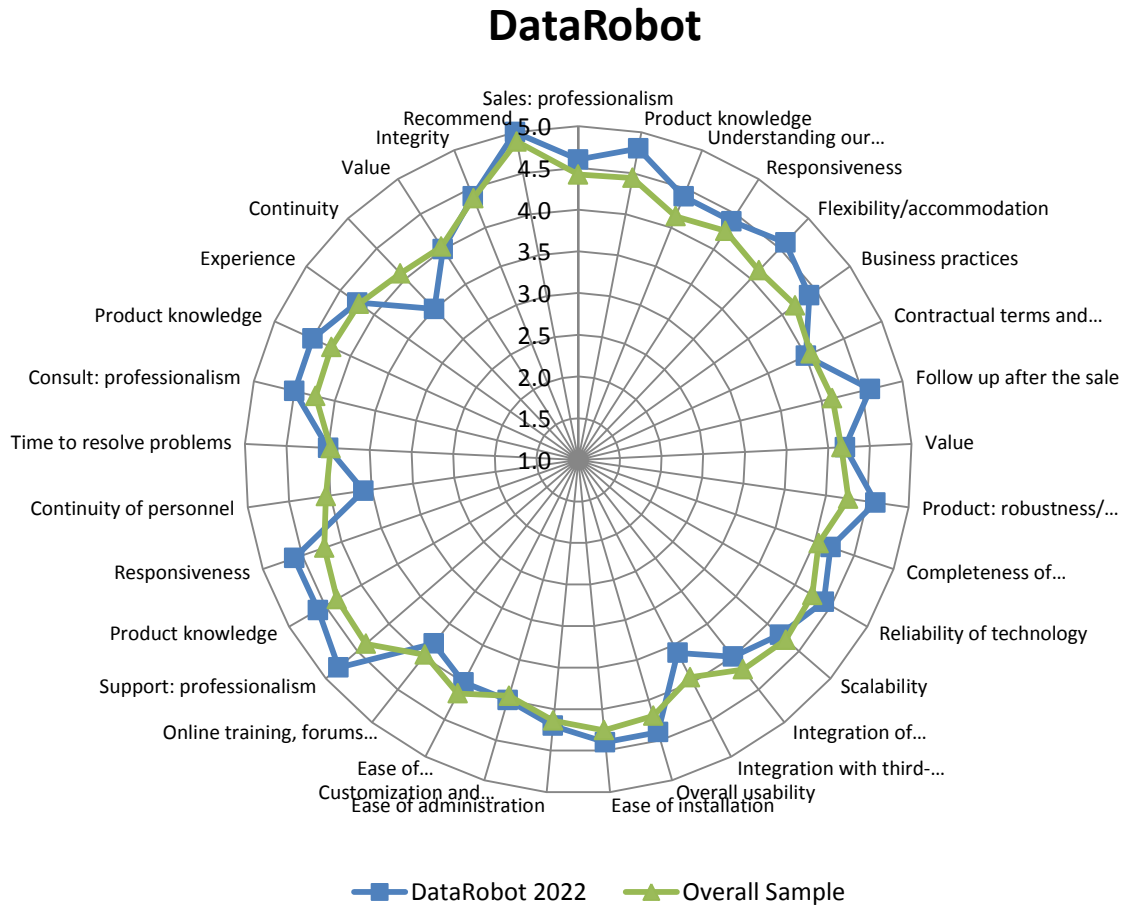 DataRobot
Sales: professionalism
Product knowledge
Understanding our...
Responsiveness
Flexibility/accommodation
Business practices
Contractual terms and...
Follow up after the sale
Value
Product: robustness/...
Completeness of...
Reliability of technology
Scalability
Integration of...
Integration with third-...
Overall usability
Ease of installation
Ease of administration
Customization and...
Ease of...
Online training, forums...
Support: professionalism
Product knowledge
Responsiveness
Continuity of personnel
Time to resolve problems
Consult: professionalism
Product knowledge
Experience
Continuity
Value
Integrity
Recommend
5.0
4.5
4.0
3.5
3.0
2.5
2.0
1.5
1.0
DataRobot 2022
Overall Sample